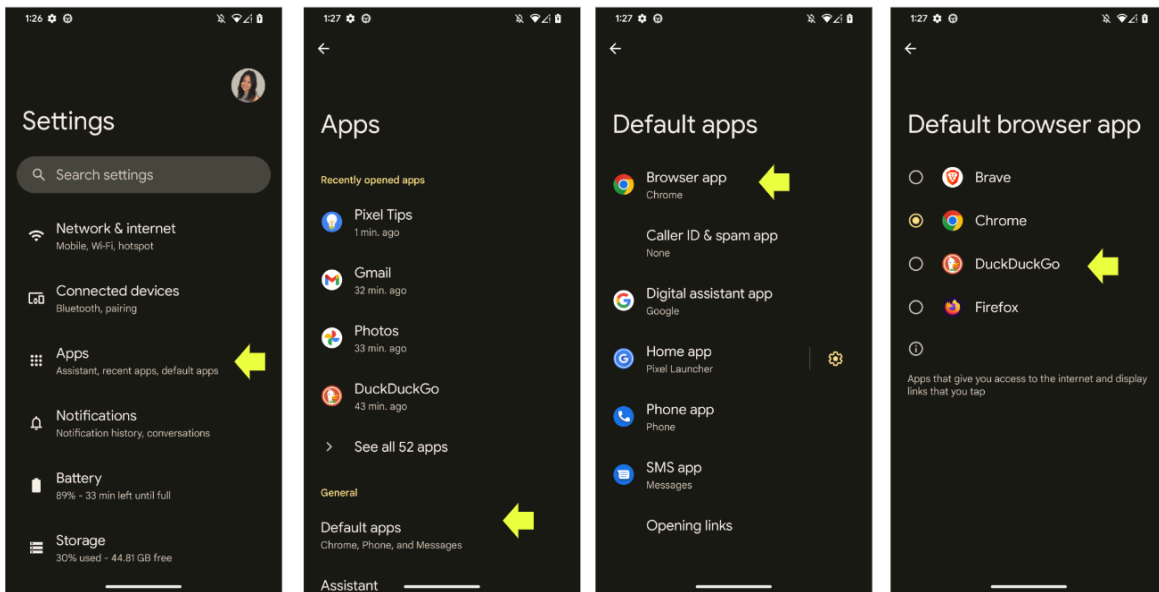 1:26
Settings
Search settings
Network & internet
Mobile, Wi-Fi, hotspot
Connected devices
Bluetooth, pairing
Apps
Assistant, recent apps, default apps
Notifications
Notification history, conversations
Battery
89% - 33 min left until full
Storage
30% used - 44.81 GB free
1:27
Apps
Recently opened apps
Pixel Tips
1 min. ago
Gmail
32 min. ago
Photos
33 min. ago
DuckDuckGo
43 min. ago
See all 52 apps
General
Default apps
Chrome, Phone, and Messages
Assistant
1:27
Default apps
Browser app
Chrome
Caller ID & spam app
None
Digital assistant app
Google
Home app
Pixel Launcher
Phone app
Phone
SMS app
Messages
Opening links
1:27
Default browser app
Brave
Chrome
DuckDuckGo
Firefox
Apps that give you access to the internet and display
links that you tap